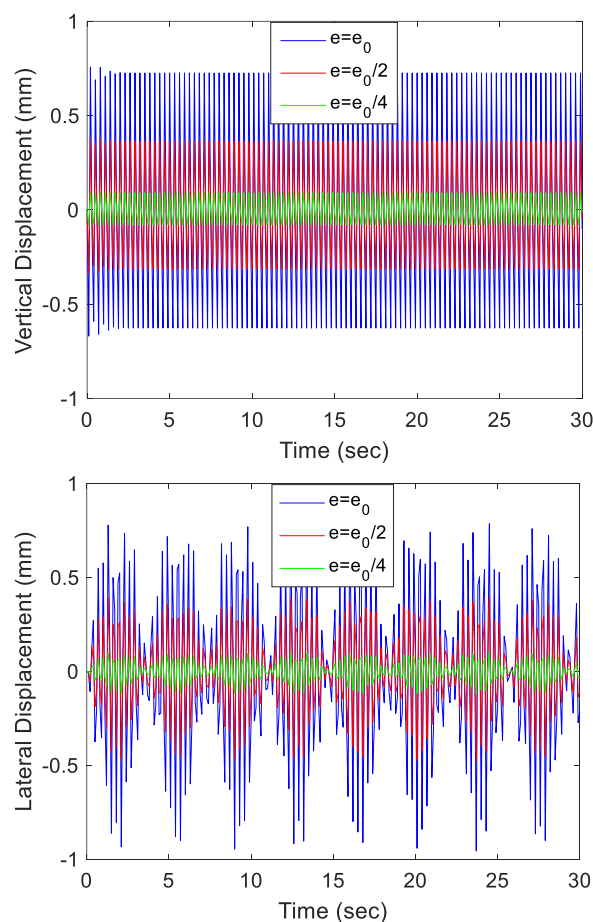 1
0.5
0
-0.5
-1
Vertical Displacement (mm)
e=e0
e=e0/2
e=e0/4
0 5 10 15 20 25 30
Time (sec)
1
0.5
0
-0.5
-1
Lateral Displacement (mm)
e=e0
e=e0/2
e=e0/4
0 5 10 15 20 25 30
Time (sec)